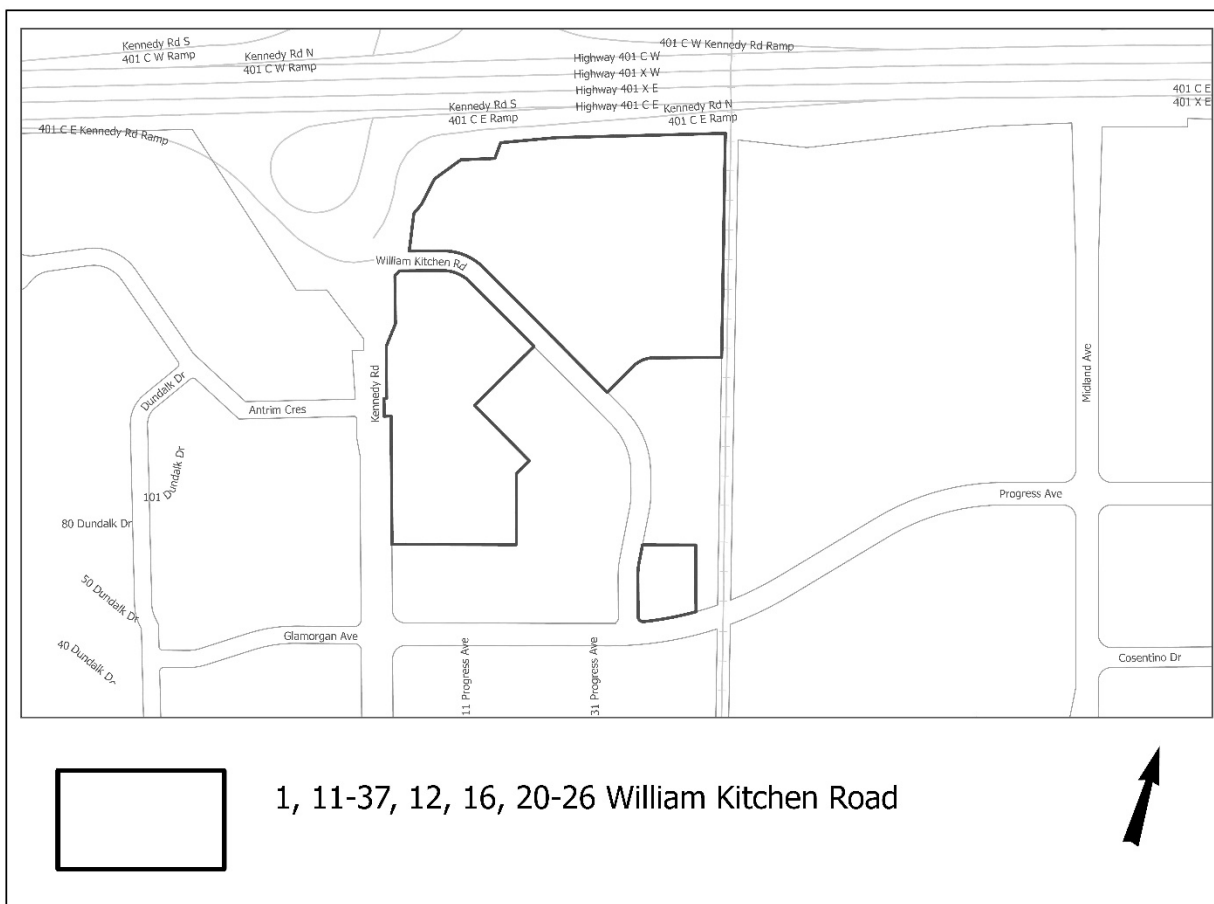 Kennedy Rd S
401 C W Ramp
Kennedy Rd N
401 C W Ramp
Highway 401 C W
401 C W Kennedy Rd Ramp
Highway 401 X W
Highway 401 X E
401 C E
401 X E
Kennedy Rd S
401 C E Ramp
Highway 401 C E
Kennedy Rd N
401 C E Ramp
401 C E Kennedy Rd Ramp
William Kitchen Rd
Kennedy Rd
Midland Ave
Dundalk Dr
Antrim Cres
101 Dundalk Dr
80 Dundalk Dr
Progress Ave
50 Dundalk Dr
Glamorgan Ave
40 Dundalk Dr
11 Progress Ave
31 Progress Ave
Cosentino Dr
1, 11-37, 12, 16, 20-26 William Kitchen Road